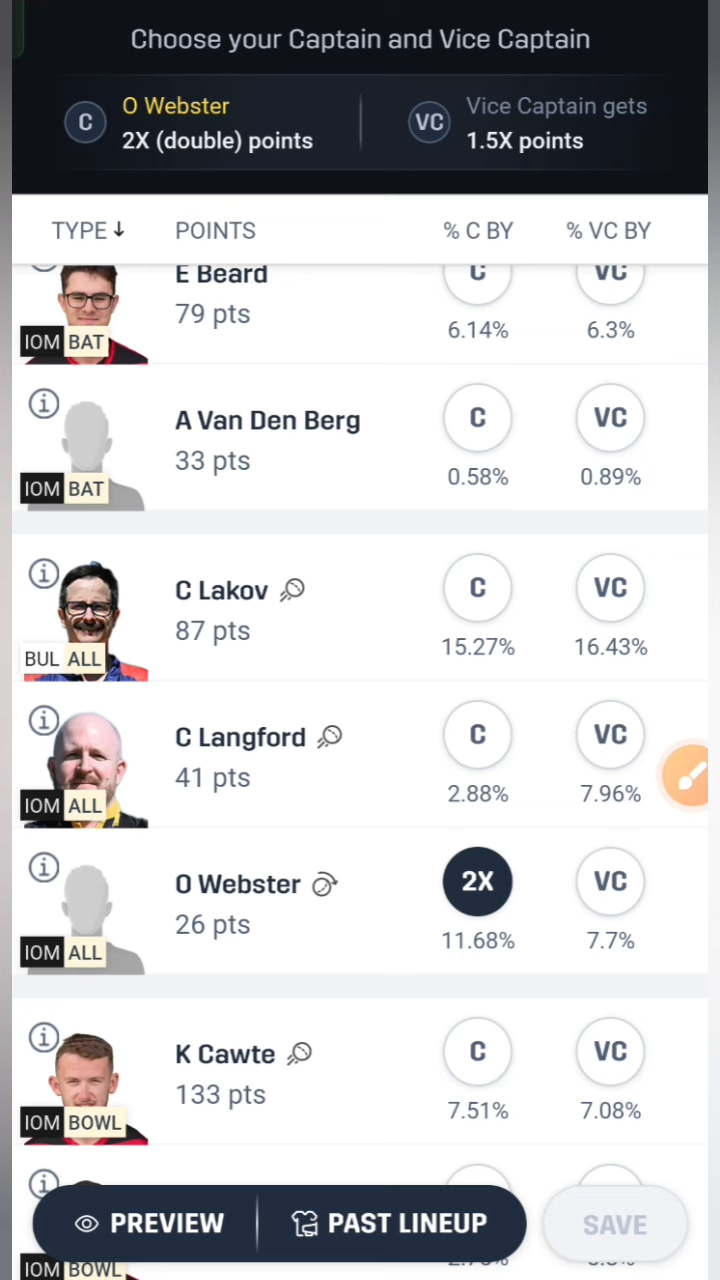 Choose your Captain and Vice Captain
C O Webster 2X (double) points
VC Vice Captain gets 1.5X points
TYPE↓ POINTS % C BY % VC BY
E Beard C VC
79 pts
IOM BAT 6.14% 6.3%
A Van Den Berg C VC
33 pts
IOM BAT 0.58% 0.89%
C Lakov C VC
87 pts
BUL ALL 15.27% 16.43%
C Langford C VC
41 pts
IOM ALL 2.88% 7.96%
O Webster 2X VC
26 pts
IOM ALL 11.68% 7.7%
K Cawte C VC
133 pts
IOM BOWL 7.51% 7.08%
PREVIEW PAST LINEUP SAVE
IOM BOWL